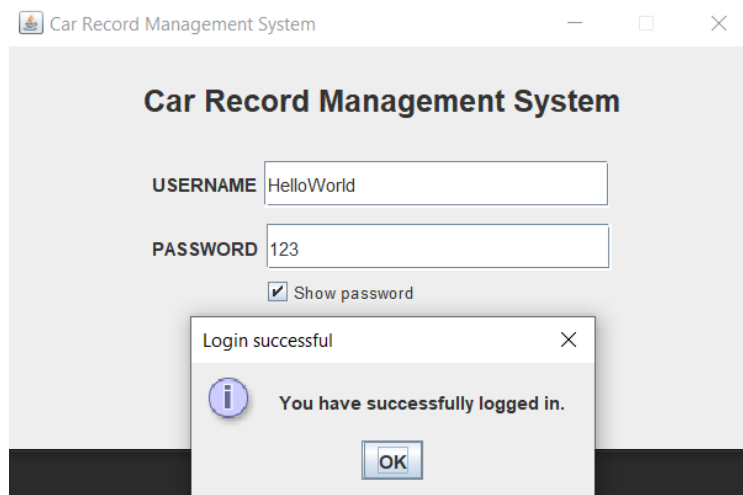 Car Record Management System
Car Record Management System
USERNAME HelloWorld
PASSWORD 123
Show password
Login successful
You have successfully logged in.
OK